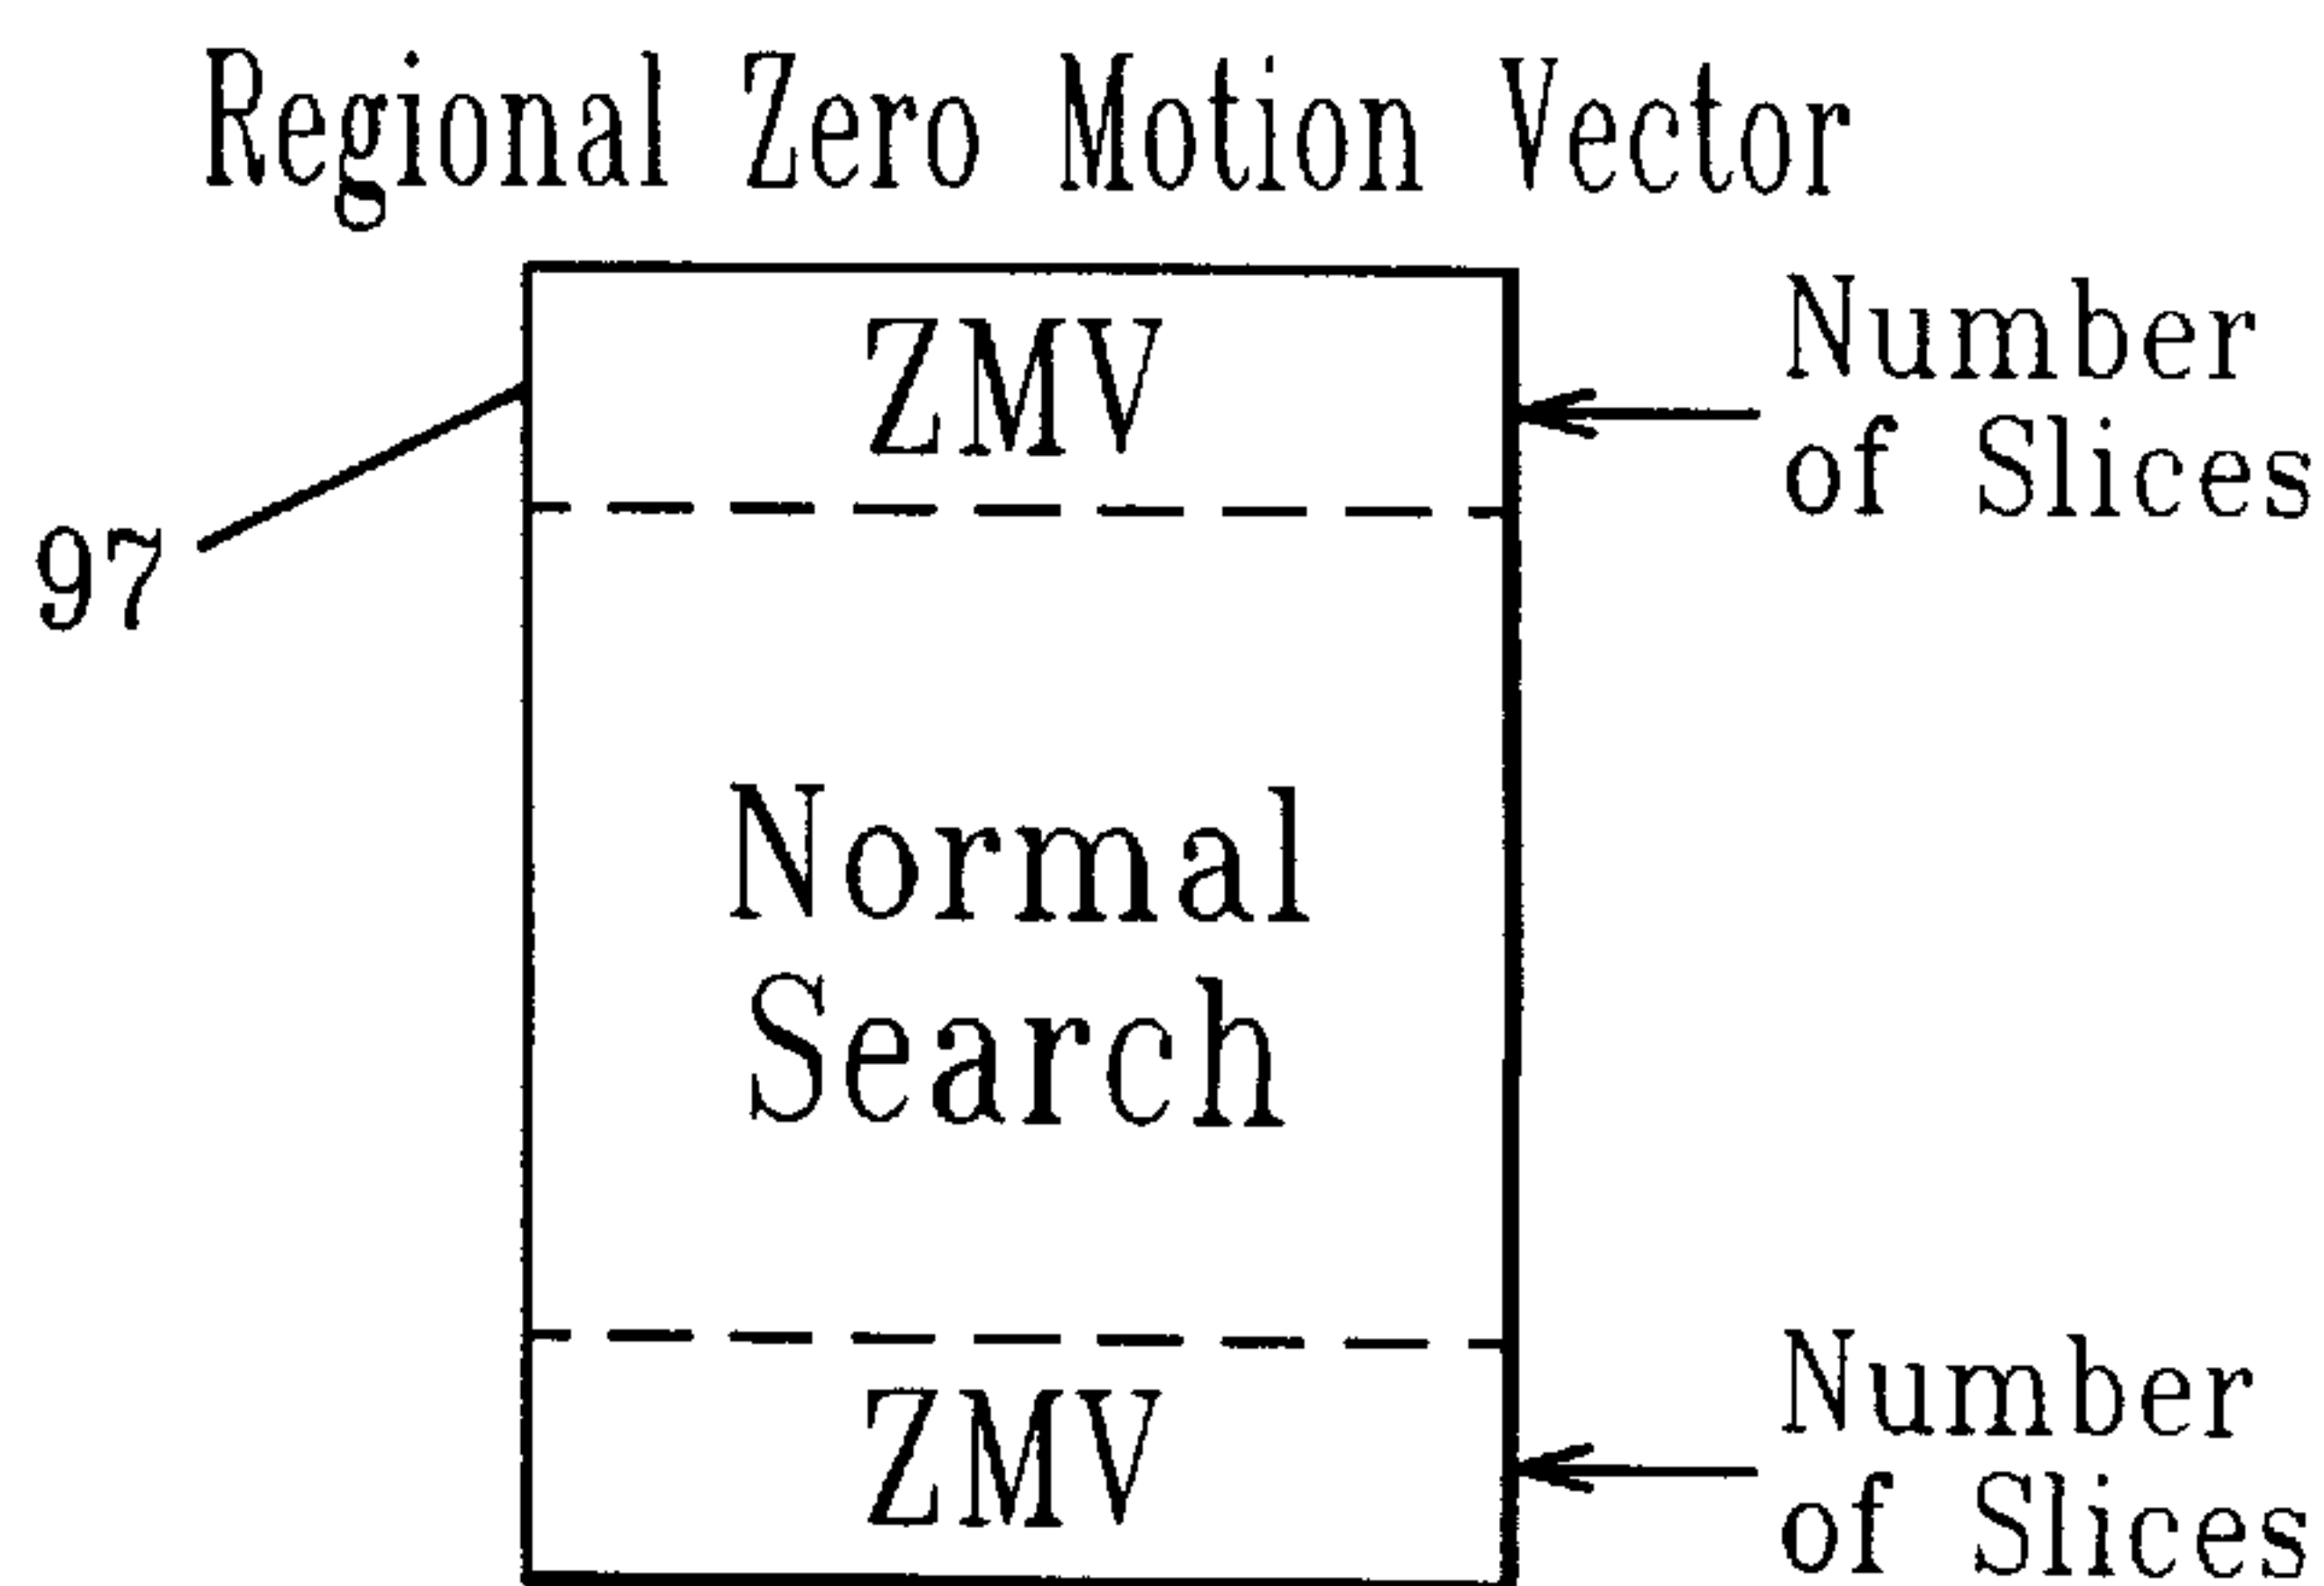 Regional Zero Motion Vector
ZMV
Number
of Slices
97
Normal
Search
ZMV
Number
of Slices